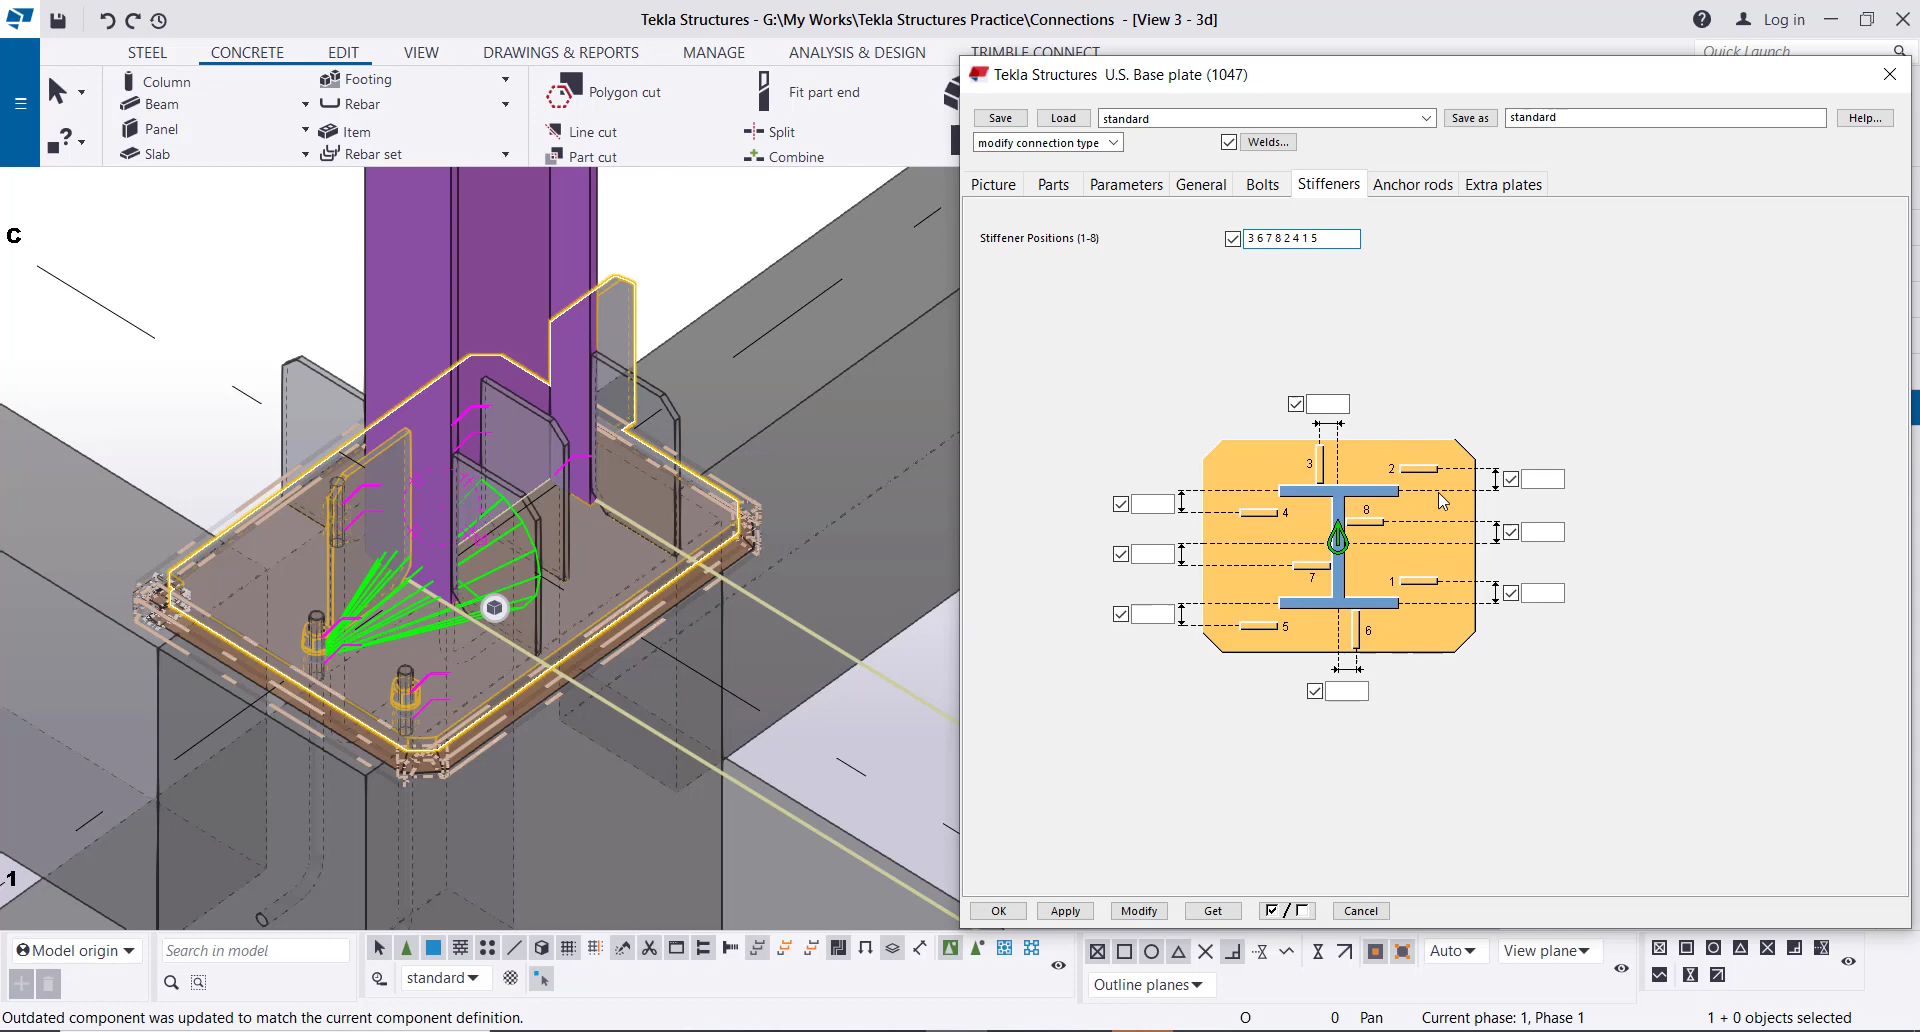 Tekla Structures - G:\My Works\Tekla Structures Practice\Connections - [View 3 - 3d]
Log in
STEEL CONCRETE EDIT VIEW DRAWINGS & REPORTS MANAGE ANALYSIS & DESIGN TRIMBLE CONNECT
Quick Launch
Column
Beam
Panel
Slab
Footing
Rebar
Item
Rebar set
Polygon cut
Line cut
Part cut
Fit part end
Split
Combine
Tekla Structures U.S. Base plate (1047)
Save Load standard Save as standard Help...
modify connection type Welds...
Picture Parts Parameters General Bolts Stiffeners Anchor rods Extra plates
Stiffener Positions (1-8) 3 6 7 8 2 4 1 5
3 2
4 8
7 1
5 6
OK Apply Modify Get / Cancel
C
1
Model origin
Search in model
standard
Auto
View plane
Outline planes
Outdated component was updated to match the current component definition.
O 0 Pan Current phase: 1, Phase 1 1 + 0 objects selected